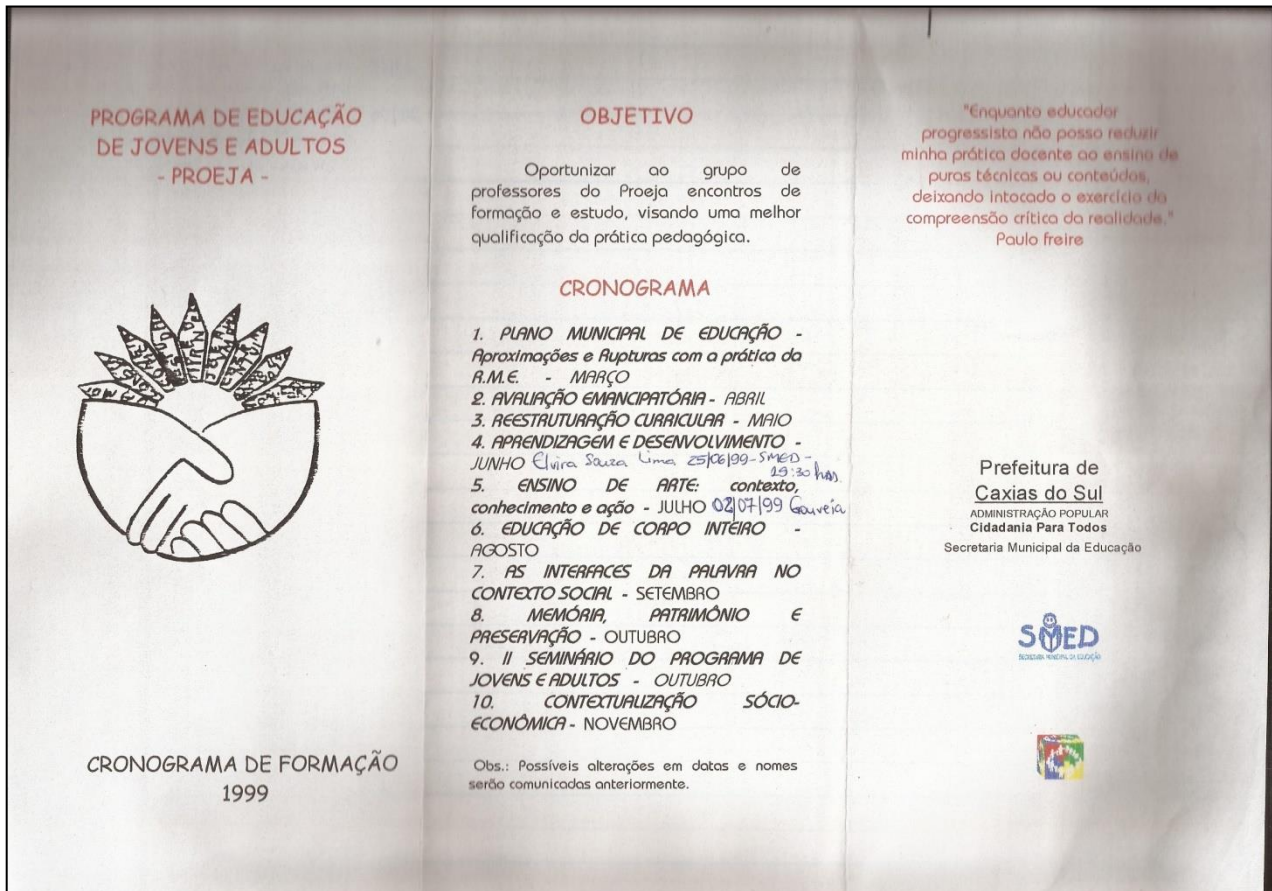 PROGRAMA DE EDUCAÇÃO
DE JOVENS E ADULTOS
- PROEJA -
CRONOGRAMA DE FORMAÇÃO
1999
OBJETIVO
Oportunizar ao grupo de
professores do Proeja encontros de
formação e estudo, visando uma melhor
qualificação da prática pedagógica.
CRONOGRAMA
1. PLANO MUNICIPAL DE EDUCAÇÃO -
Aproximações e Rupturas com a prática da
R.M.E. - MARÇO
2. AVALIAÇÃO EMANCIPATÓRIA - ABRIL
3. REESTRUTURAÇÃO CURRICULAR - MAIO
4. APRENDIZAGEM E DESENVOLVIMENTO -
JUNHO Elvira Souza Lima 25/06/99-SMED-
19:30 hrs.
5. ENSINO DE ARTE: contexto,
conhecimento e ação - JULHO 02/07/99 Gouveia
6. EDUCAÇÃO DE CORPO INTEIRO -
AGOSTO
7. AS INTERFACES DA PALAVRA NO
CONTEXTO SOCIAL - SETEMBRO
8. MEMÓRIA, PATRIMÔNIO E
PRESERVAÇÃO - OUTUBRO
9. II SEMINÁRIO DO PROGRAMA DE
JOVENS E ADULTOS - OUTUBRO
10. CONTEXTUALIZAÇÃO SÓCIO-
ECONÔMICA - NOVEMBRO
Obs.: Possíveis alterações em datas e nomes
serão comunicadas anteriormente.
"Enquanto educador
progressista não posso reduzir
minha prática docente ao ensino de
puras técnicas ou conteúdos,
deixando intocado o exercício da
compreensão crítica da realidade."
Paulo freire
Prefeitura de
Caxias do Sul
ADMINISTRAÇÃO POPULAR
Cidadania Para Todos
Secretaria Municipal da Educação
SMED
SECRETARIA MUNICIPAL DA EDUCAÇÃO